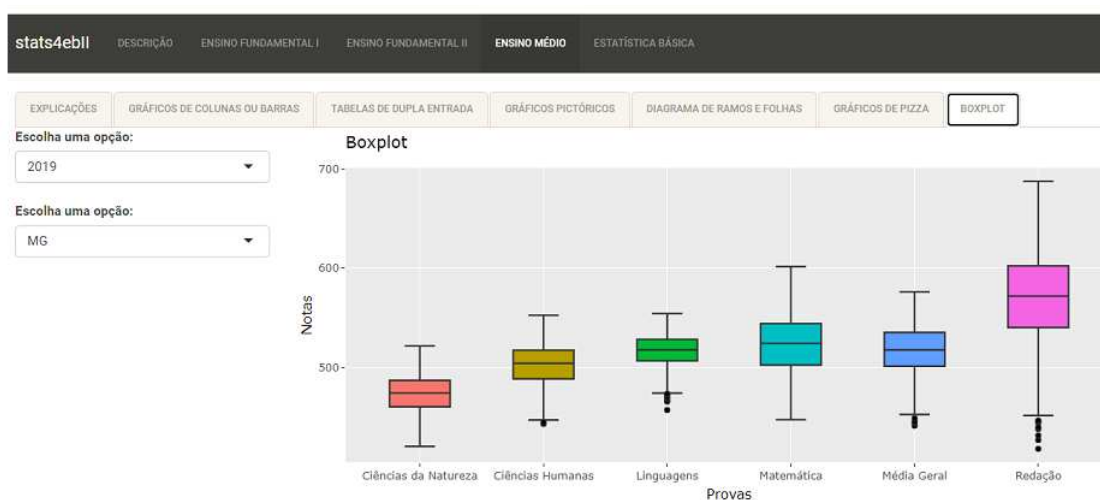 stats4ebII DESCRIÇÃO ENSINO FUNDAMENTAL I ENSINO FUNDAMENTAL II ENSINO MÉDIO ESTATÍSTICA BÁSICA
EXPLICAÇÕES GRÁFICOS DE COLUNAS OU BARRAS TABELAS DE DUPLA ENTRADA GRÁFICOS PICTÓRICOS DIAGRAMA DE RAMOS E FOLHAS GRÁFICOS DE PIZZA BOXPLOT
Escolha uma opção:
2019
Escolha uma opção:
MG
Boxplot
700
600
500
Notas
Ciências da Natureza Ciências Humanas Linguagens Matemática Média Geral Redação
Provas